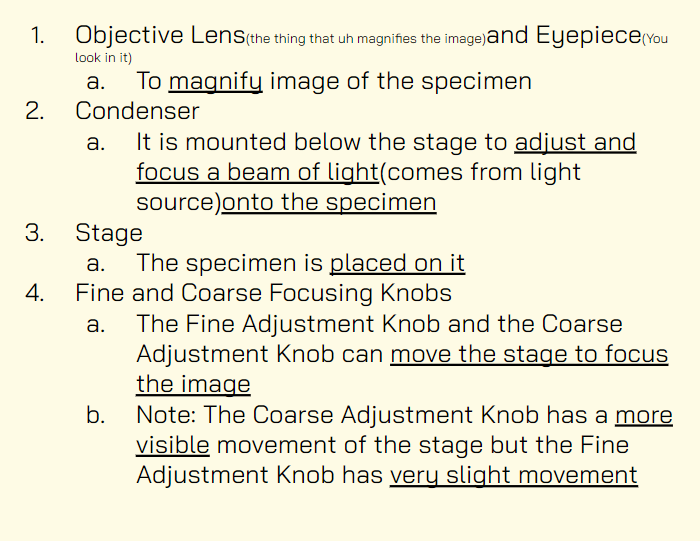 1. Objective Lens(the thing that uh magnifies the image)and Eyepiece(You
look in it)
a. To magnify image of the specimen
2. Condenser
a. It is mounted below the stage to adjust and
focus a beam of light(comes from light
source)onto the specimen
3. Stage
a. The specimen is placed on it
4. Fine and Coarse Focusing Knobs
a. The Fine Adjustment Knob and the Coarse
Adjustment Knob can move the stage to focus
the image
b. Note: The Coarse Adjustment Knob has a more
visible movement of the stage but the Fine
Adjustment Knob has very slight movement